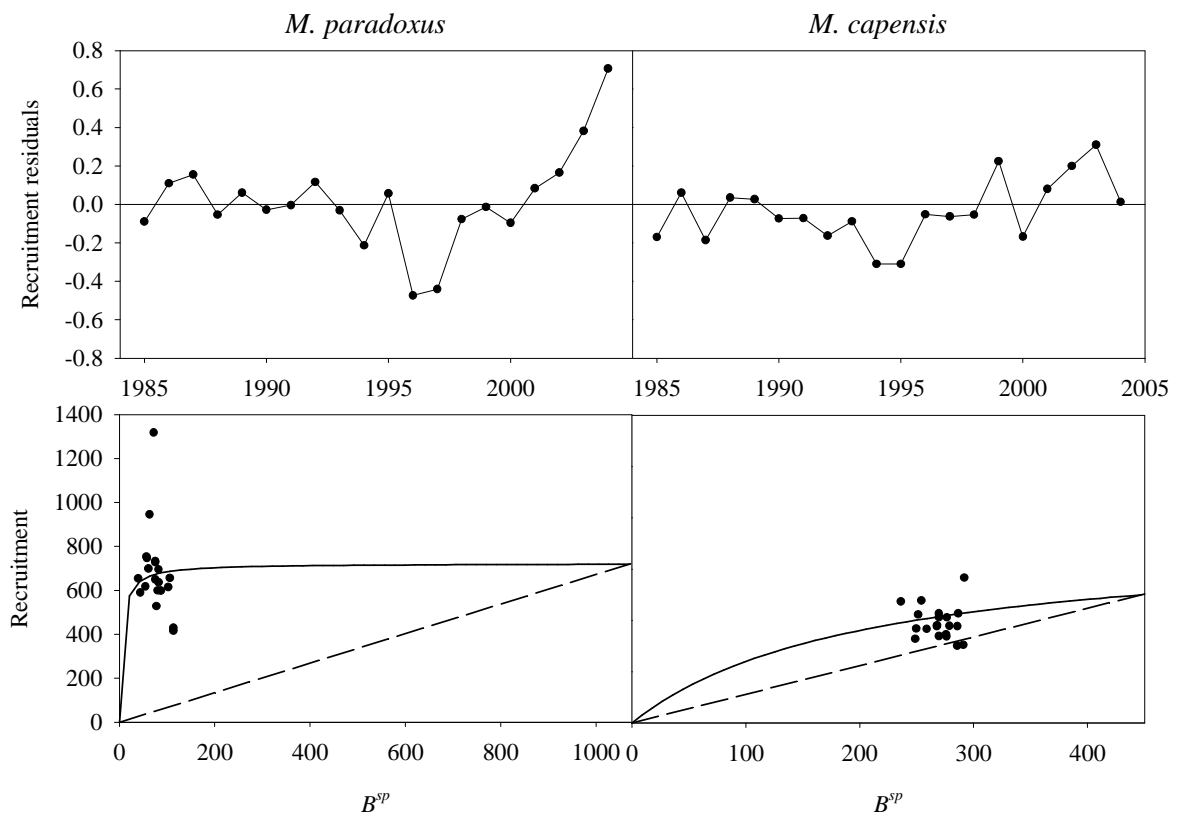 M. paradoxus M. capensis
Recruitment residuals
0.8
0.6
0.4
0.2
0.0
-0.2
-0.4
-0.6
-0.8
1985 1990 1995 2000 1985 1990 1995 2000 2005
Recruitment
1400
1200
1000
800
600
400
200
0
0 200 400 600 800 1000 0 100 200 300 400
B^sp B^sp